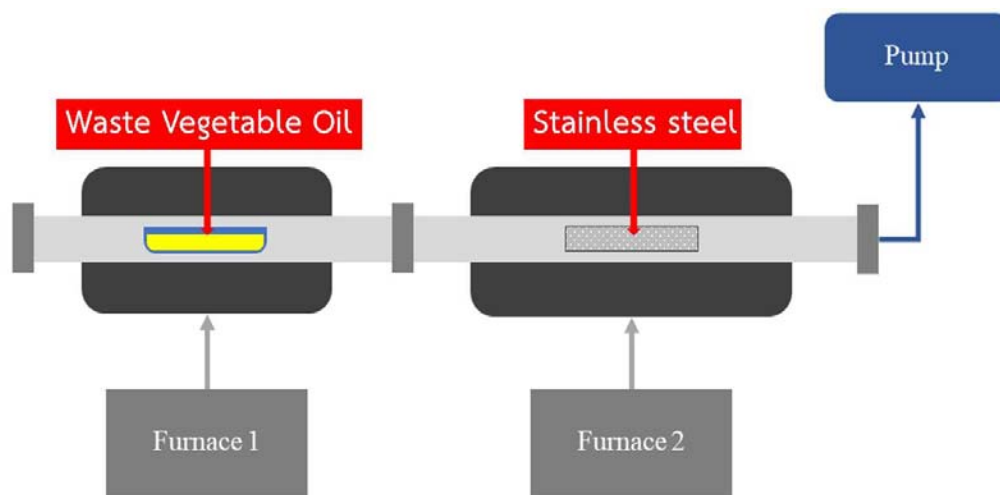 Pump
Waste Vegetable Oil
Stainless steel
Furnace 1
Furnace 2